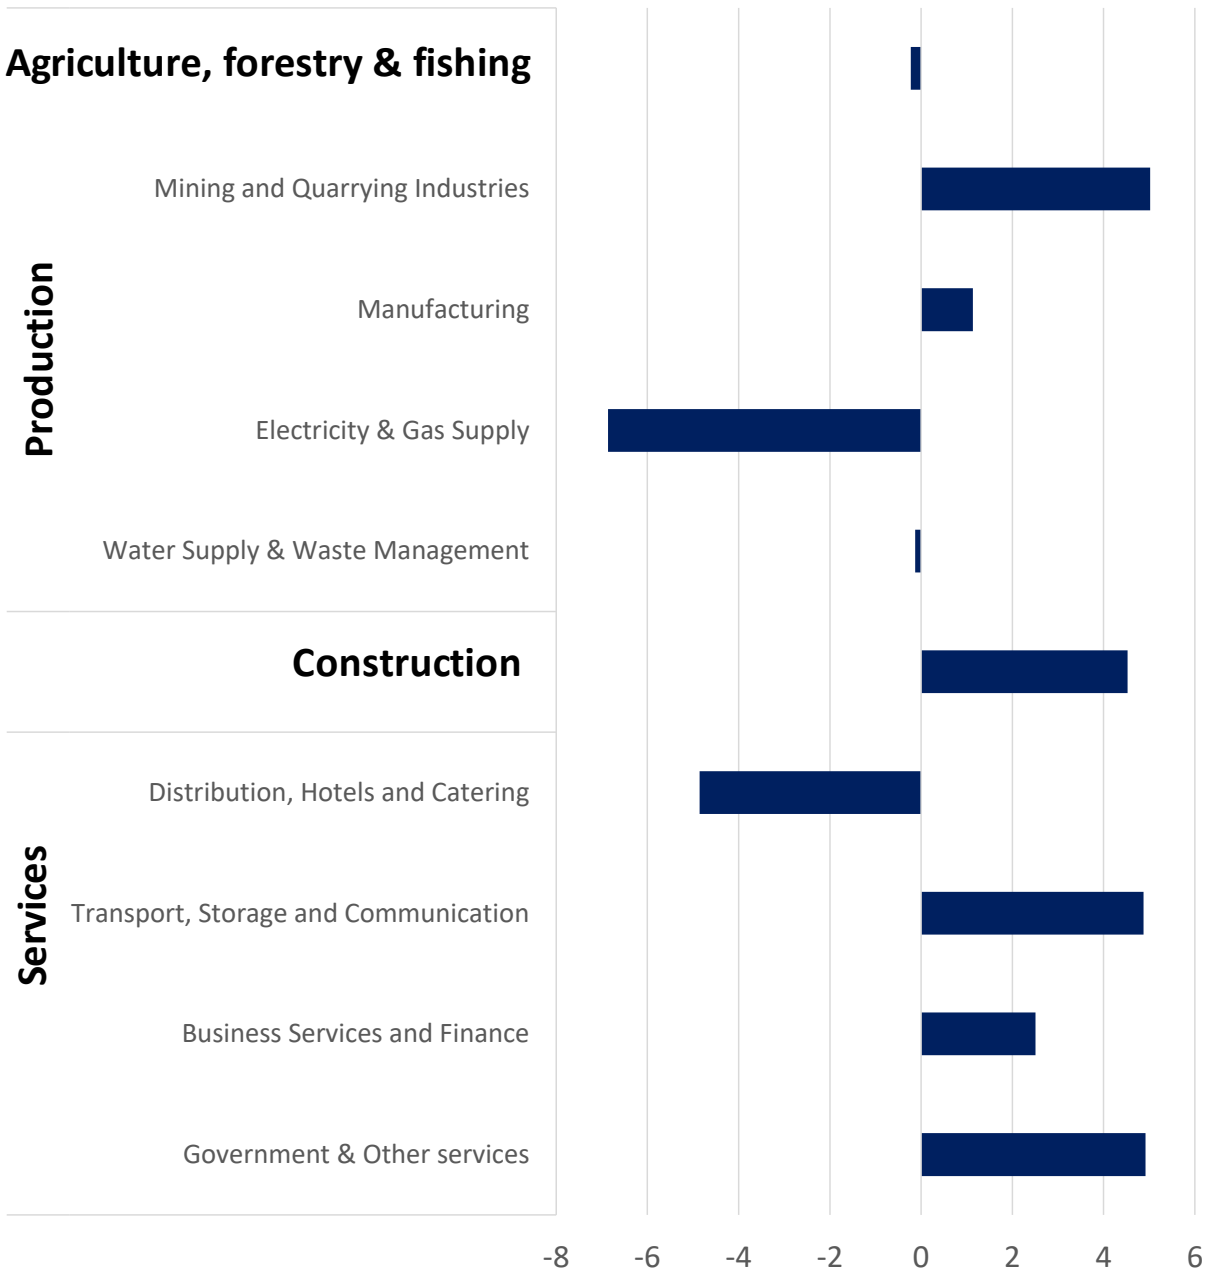 Agriculture, forestry & fishing
Production
Mining and Quarrying Industries
Manufacturing
Electricity & Gas Supply
Water Supply & Waste Management
Construction
Services
Distribution, Hotels and Catering
Transport, Storage and Communication
Business Services and Finance
Government & Other services
-8 -6 -4 -2 0 2 4 6